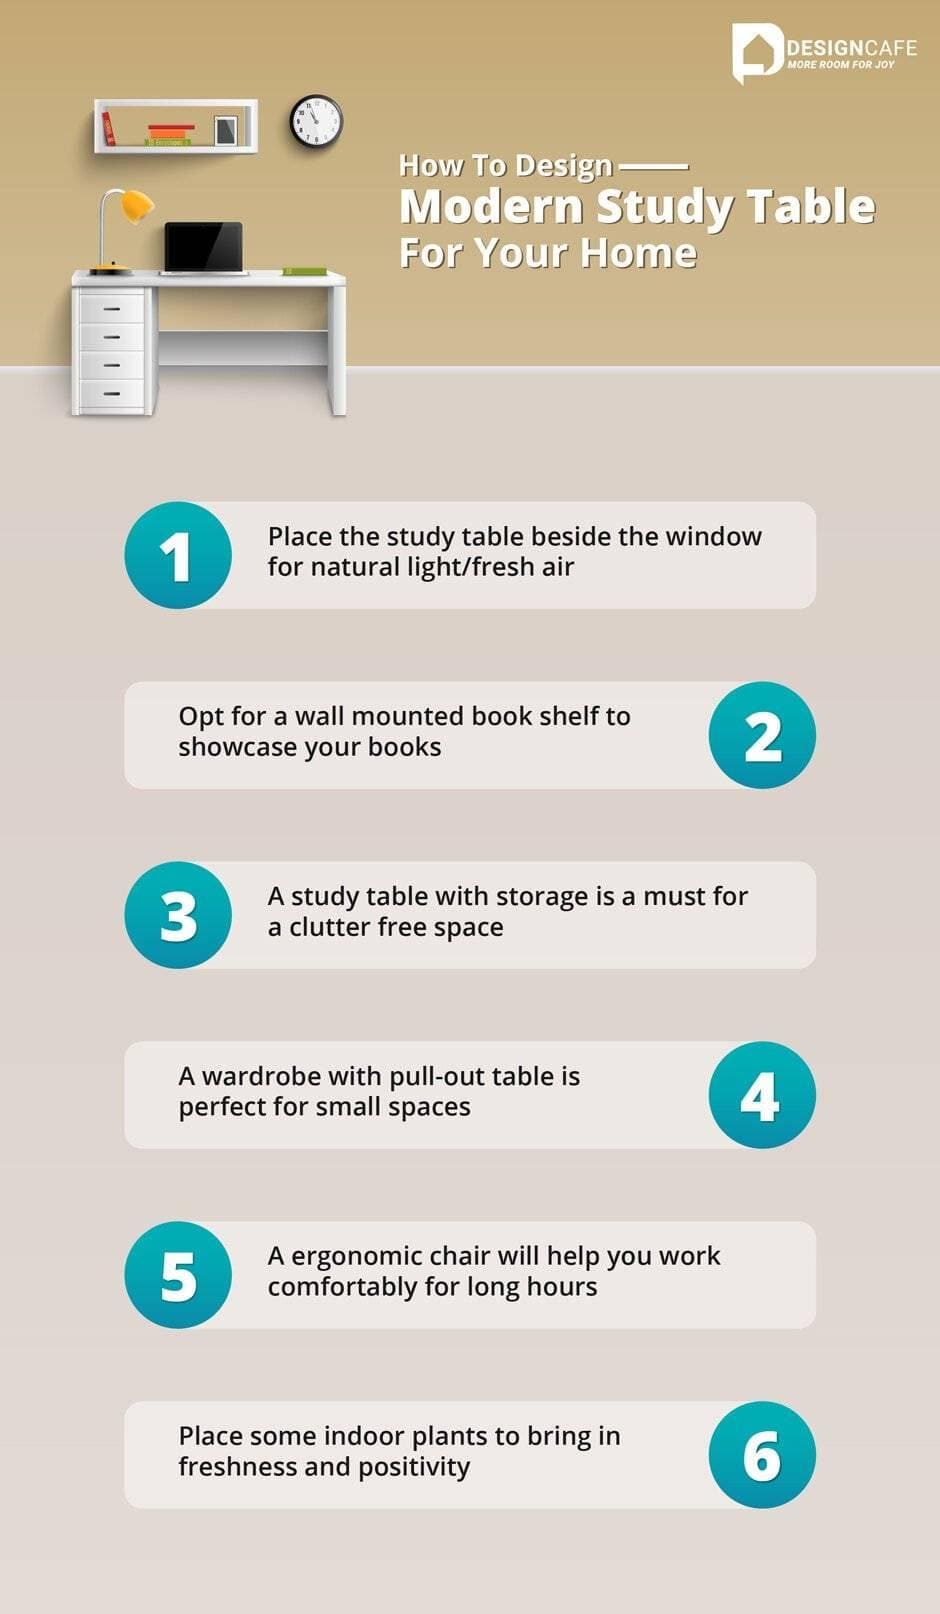 DESIGNCAFE
MORE ROOM FOR JOY
How To Design
Modern Study Table
For Your Home
1
Place the study table beside the window
for natural light/fresh air
Opt for a wall mounted book shelf to
showcase your books
2
3
A study table with storage is a must for
a clutter free space
A wardrobe with pull-out table is
perfect for small spaces
4
5
A ergonomic chair will help you work
comfortably for long hours
Place some indoor plants to bring in
freshness and positivity
6